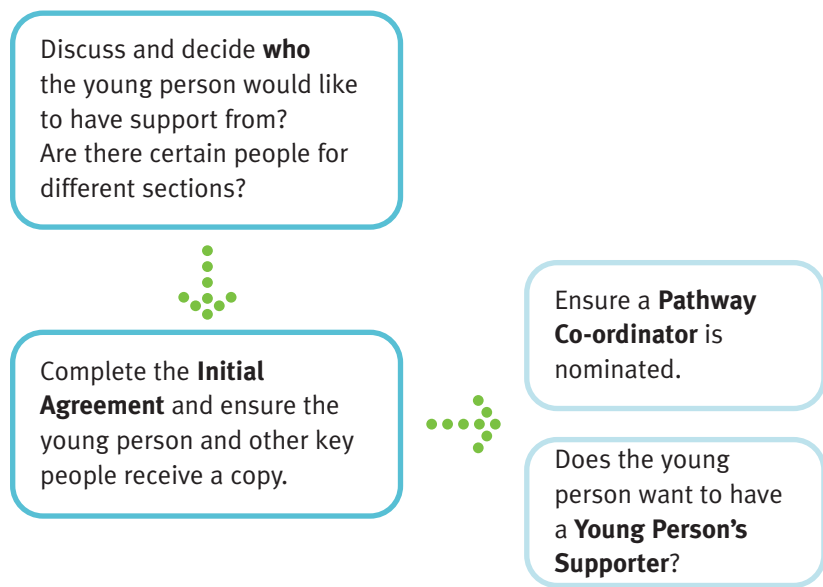 Discuss and decide who
the young person would like
to have support from?
Are there certain people for
different sections?
Complete the Initial
Agreement and ensure the
young person and other key
people receive a copy.
Ensure a Pathway
Co-ordinator is
nominated.
Does the young
person want to have
a Young Person’s
Supporter?